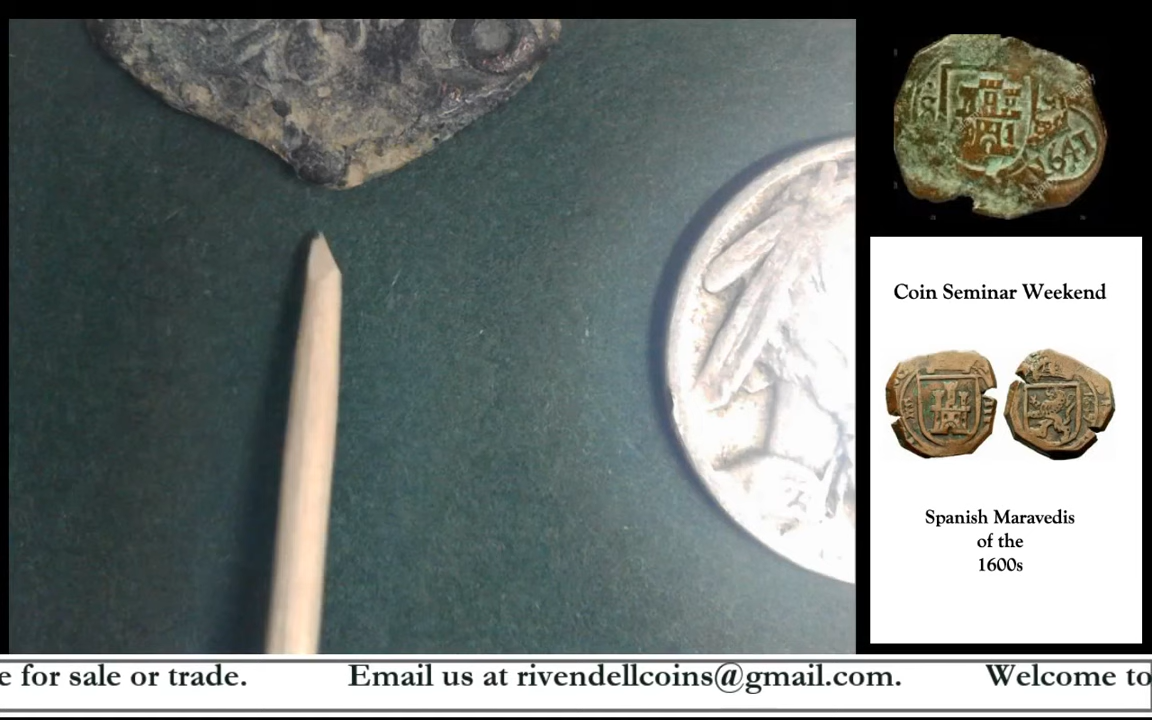 1641
Coin Seminar Weekend
Spanish Maravedis
of the
1600s
e for sale or trade. Email us at rivendellcoins@gmail.com. Welcome to